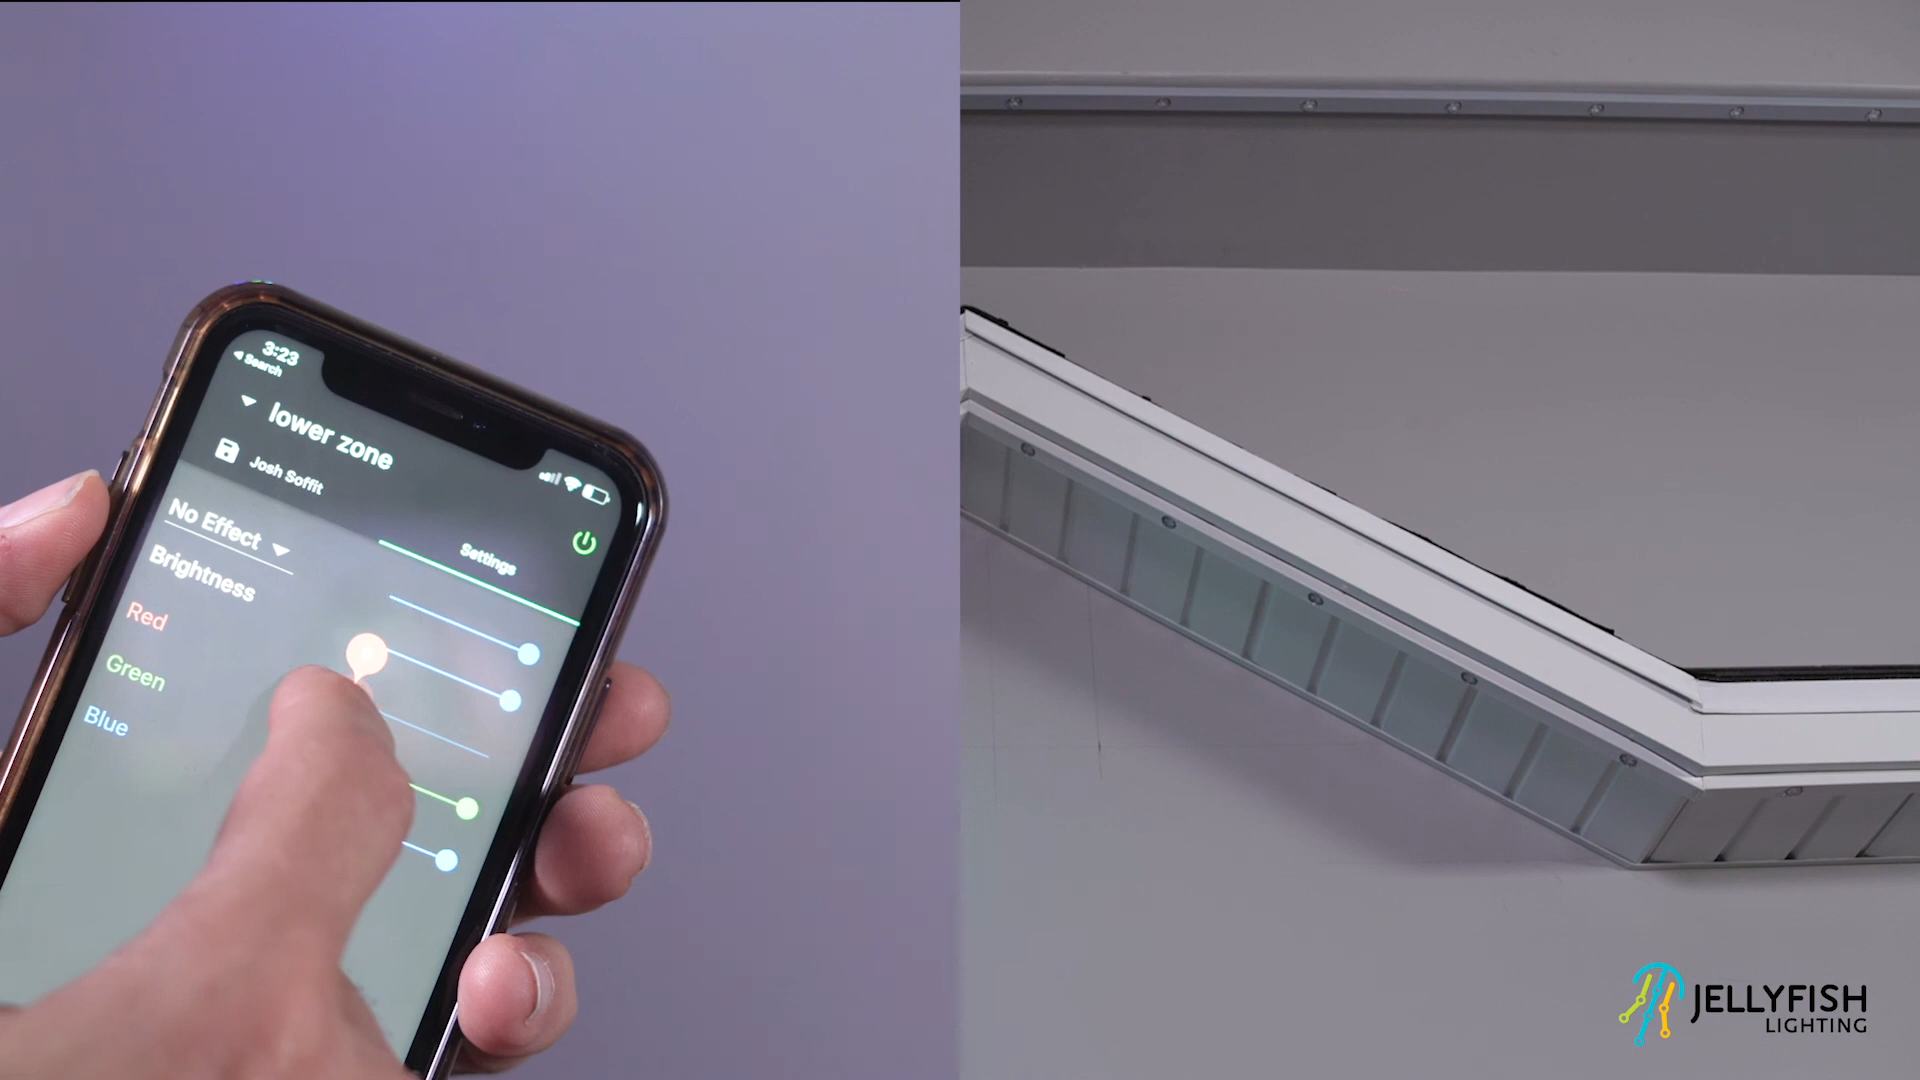 3:23
Search
lower zone
Josh Soffit
Settings
No Effect
Brightness
Red
Green
Blue
JELLYFISH
LIGHTING